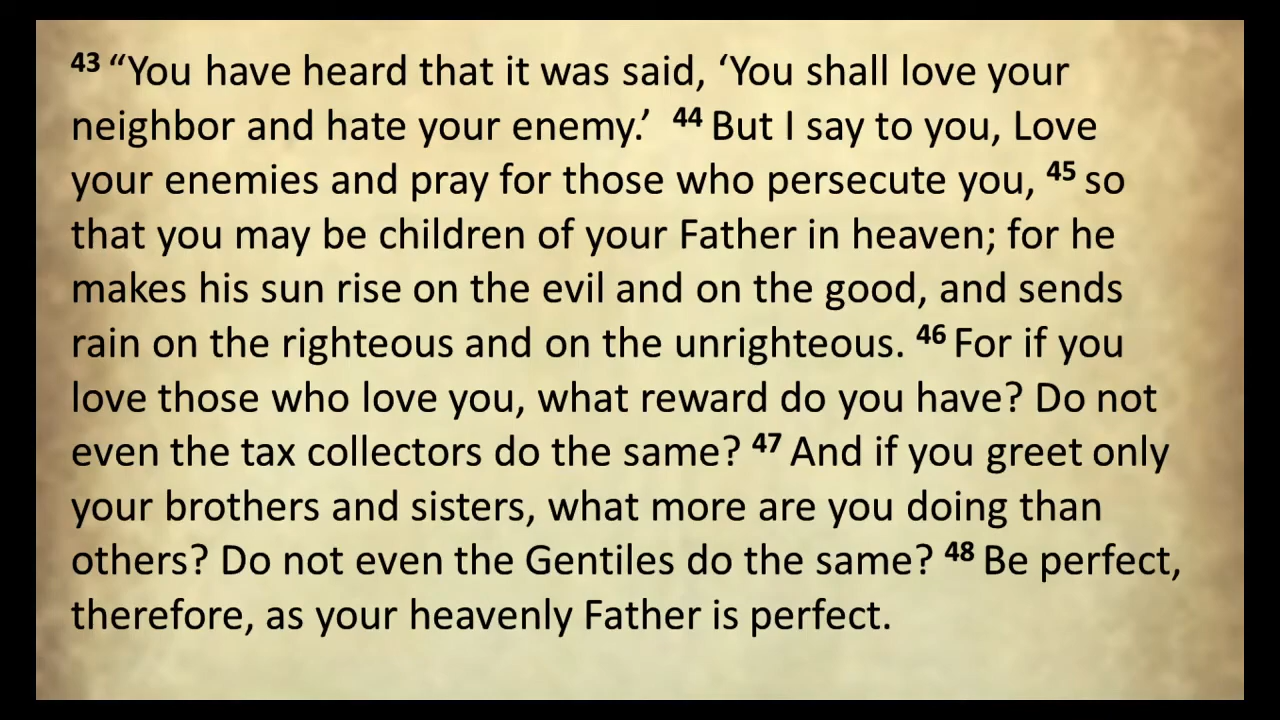 43 “You have heard that it was said, ‘You shall love your
neighbor and hate your enemy.’ 44 But I say to you, Love
your enemies and pray for those who persecute you, 45 so
that you may be children of your Father in heaven; for he
makes his sun rise on the evil and on the good, and sends
rain on the righteous and on the unrighteous. 46 For if you
love those who love you, what reward do you have? Do not
even the tax collectors do the same? 47 And if you greet only
your brothers and sisters, what more are you doing than
others? Do not even the Gentiles do the same? 48 Be perfect,
therefore, as your heavenly Father is perfect.